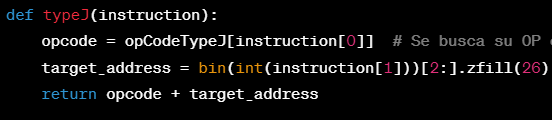 def typeJ(instruction):
    opcode = opCodeTypeJ[instruction[0]]  # Se busca su OP
    target_address = bin(int(instruction[1]))[2:].zfill(26)
    return opcode + target_address